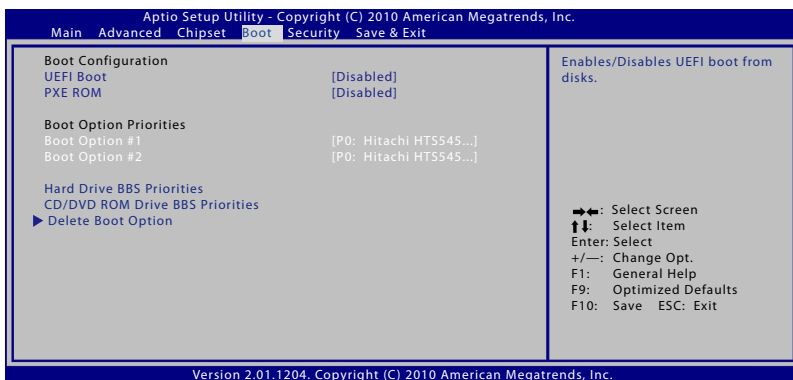 Aptio Setup Utility - Copyright (C) 2010 American Megatrends, Inc.
Main Advanced Chipset Boot Security Save & Exit
Boot Configuration
UEFI Boot [Disabled]
PXE ROM [Disabled]
Boot Option Priorities
Boot Option #1 [P0: Hitachi HTS545...]
Boot Option #2 [P0: Hitachi HTS545...]
Hard Drive BBS Priorities
CD/DVD ROM Drive BBS Priorities
Delete Boot Option
Enables/Disables UEFI boot from
disks.
→←: Select Screen
↑↓: Select Item
Enter: Select
+/—: Change Opt.
F1: General Help
F9: Optimized Defaults
F10: Save ESC: Exit
Version 2.01.1204. Copyright (C) 2010 American Megatrends, Inc.